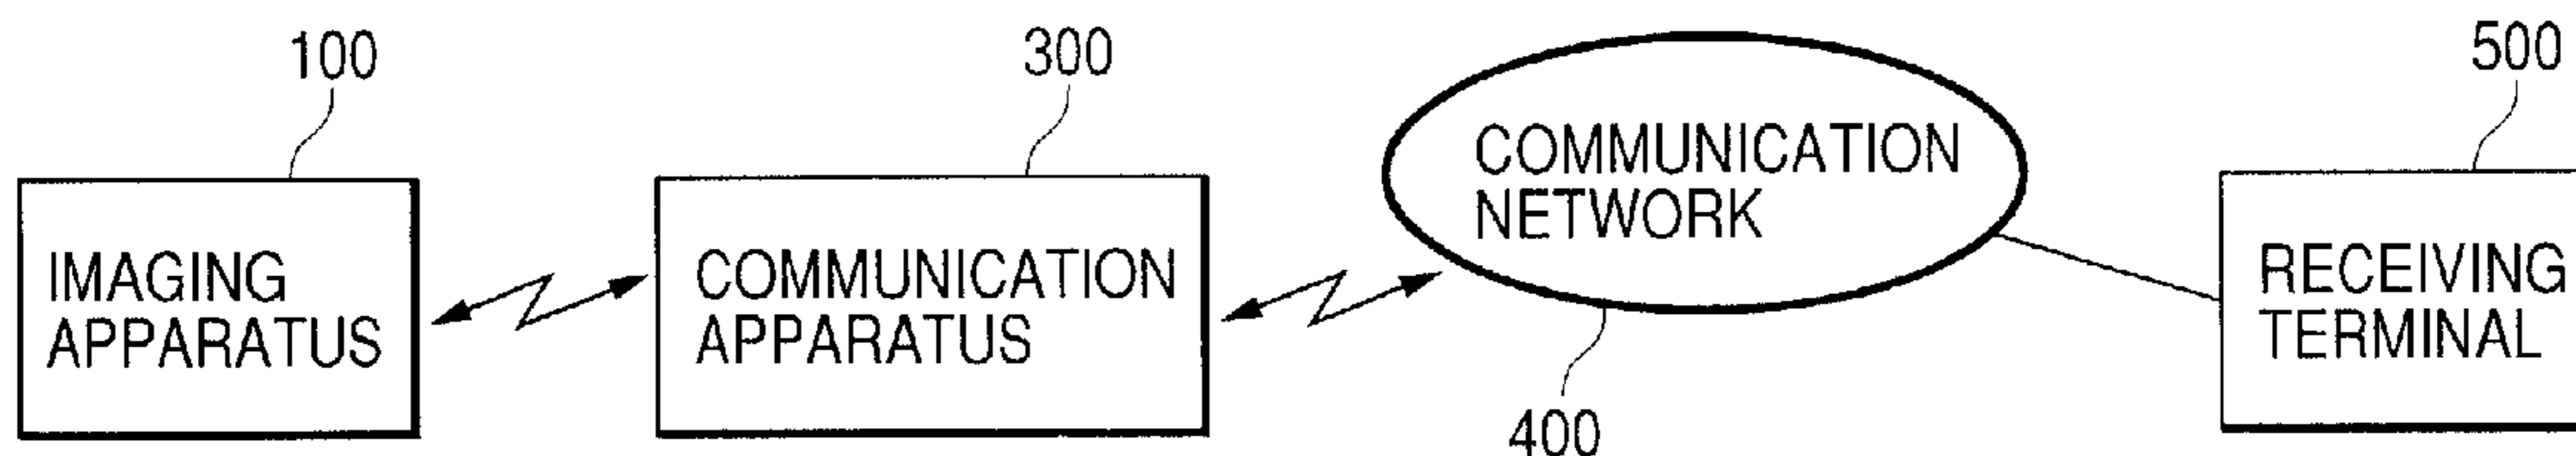 100
300
500
COMMUNICATION
NETWORK
IMAGING
APPARATUS
COMMUNICATION
APPARATUS
RECEIVING
TERMINAL
400